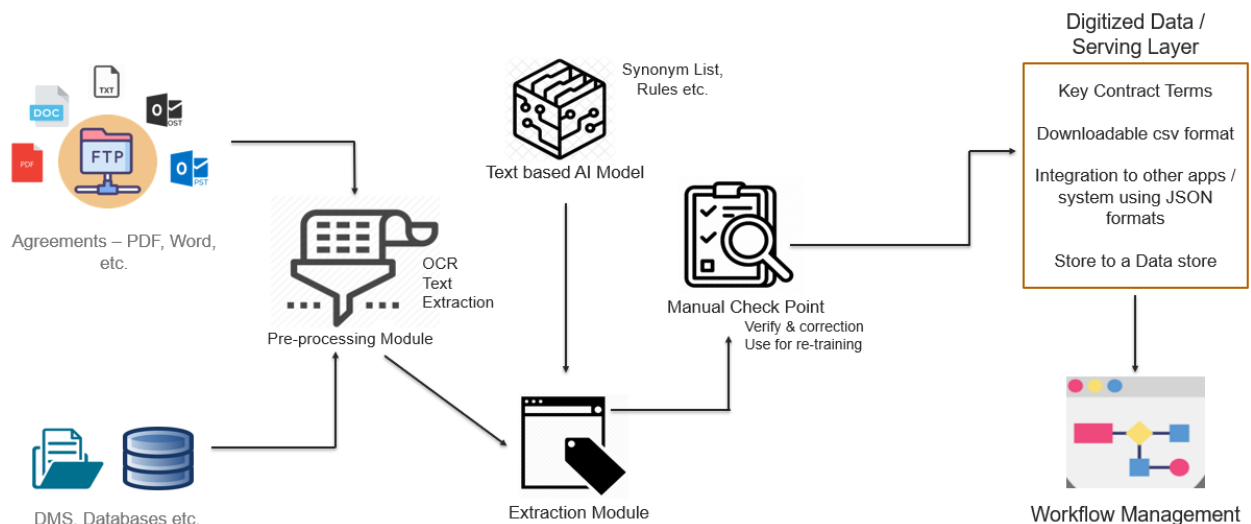 TXT
DOC
OST
PDF
FTP
PST
Agreements – PDF, Word,
etc.
DMS, Databases etc.
OCR
Text
Extraction
Pre-processing Module
Synonym List,
Rules etc.
Text based AI Model
Extraction Module
Manual Check Point
Verify & correction
Use for re-training
Digitized Data /
Serving Layer
Key Contract Terms
Downloadable csv format
Integration to other apps /
system using JSON
formats
Store to a Data store
Workflow Management